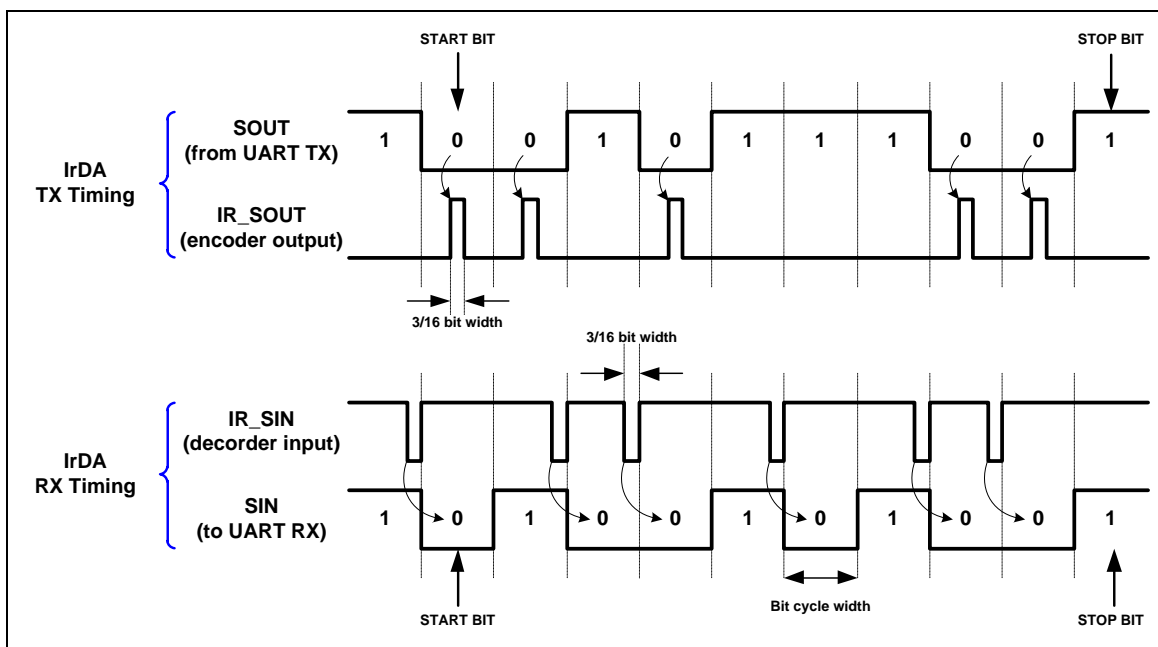 START BIT
STOP BIT
IrDA
TX Timing
SOUT
(from UART TX)
1 0 0 1 0 1 1 1 0 0 1
IR_SOUT
(encoder output)
3/16 bit width
3/16 bit width
IrDA
RX Timing
IR_SIN
(decorder input)
SIN
(to UART RX)
1 0 1 0 0 1 0 1 0 0 1
Bit cycle width
START BIT
STOP BIT